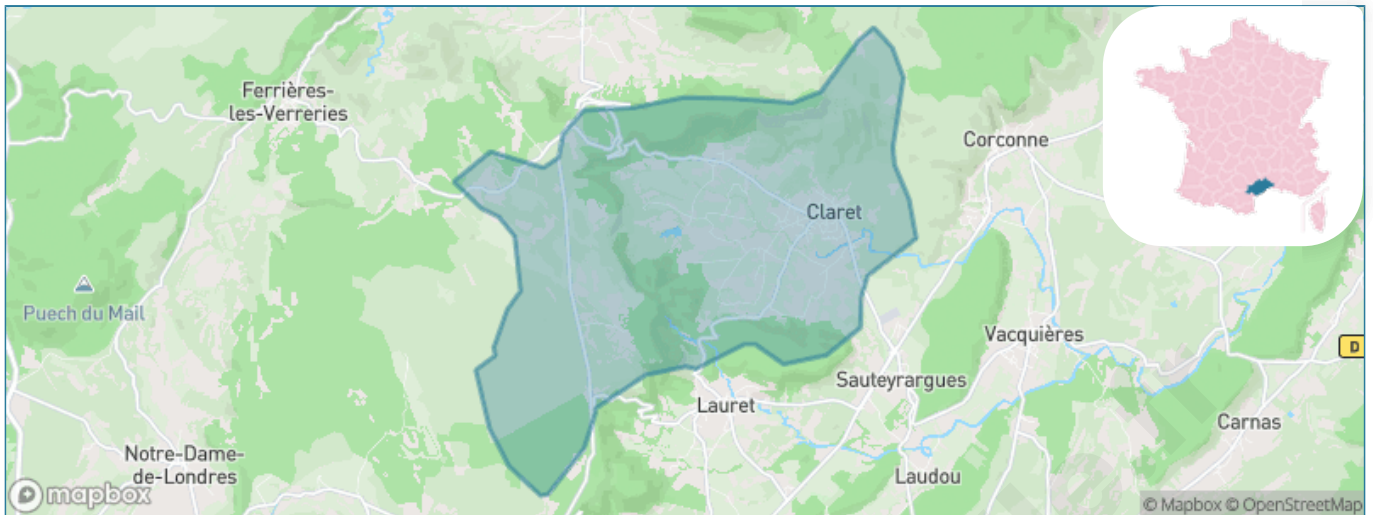 Ferrières-
les-Verreries
Corconne
Claret
Puech du Mail
Vacquières
Sauteyrargues
Lauret
Carnas
Notre-Dame-
de-Londres
Laudou
D
mapbox
© Mapbox © OpenStreetMap